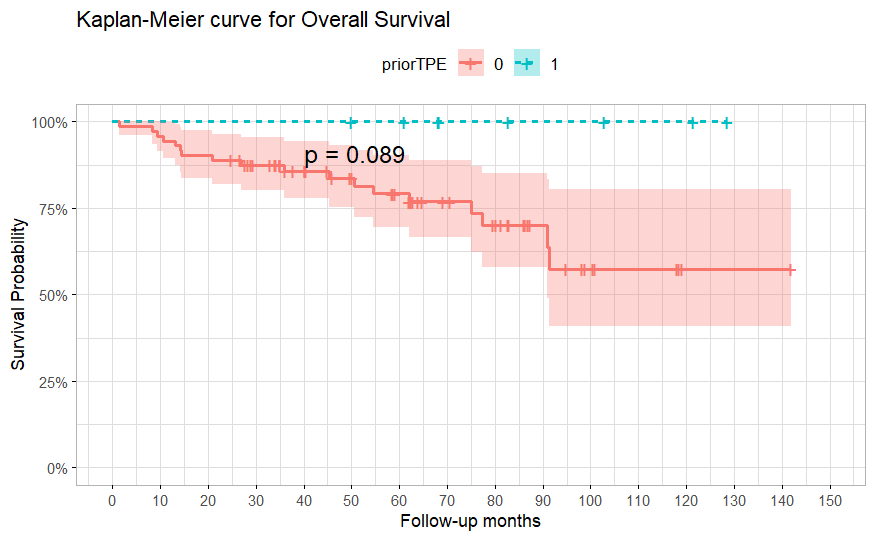 Kaplan-Meier curve for Overall Survival
priorTPE 0 1
100%
75%
50%
25%
0%
p = 0.089
Survival Probability
0 10 20 30 40 50 60 70 80 90 100 110 120 130 140 150
Follow-up months